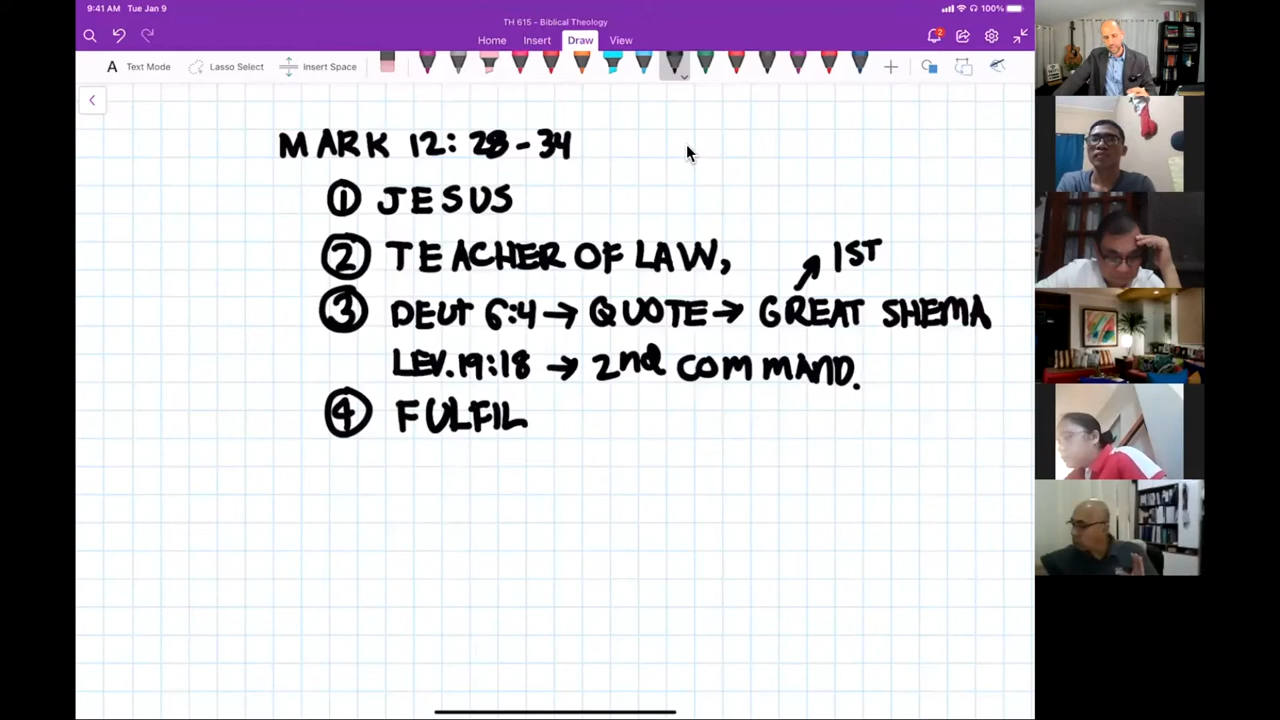 9:41 AM Tue Jan 9
100%
TH 615 - Biblical Theology
Home Insert Draw View
2
Text Mode Lasso Select Insert Space
MARK 12: 28-34
① JESUS
② TEACHER OF LAW,
1ST
③ DEUT 6:4 → QUOTE → GREAT SHEMA
LEV. 19:18 → 2nd COMMAND.
④ FULFIL